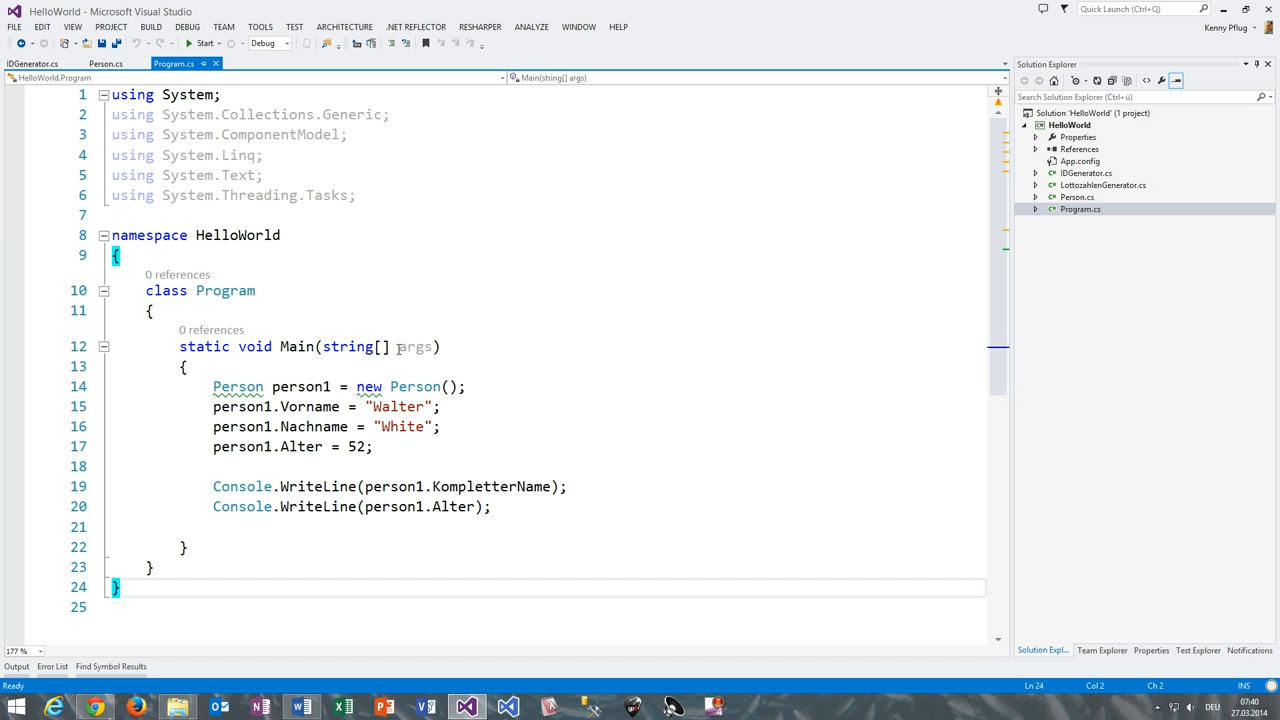 HelloWorld - Microsoft Visual Studio
Quick Launch (Ctrl+Q)
FILE EDIT VIEW PROJECT BUILD DEBUG TEAM TOOLS TEST ARCHITECTURE .NET REFLECTOR RESHARPER ANALYZE WINDOW HELP
Kenny Pflug
Start Debug
IDGenerator.cs Person.cs Program.cs
HelloWorld.Program Main(string[] args)
1 using System;
2 using System.Collections.Generic;
3 using System.ComponentModel;
4 using System.Linq;
5 using System.Text;
6 using System.Threading.Tasks;
7
8 namespace HelloWorld
9 {
0 references
10 class Program
11 {
0 references
12 static void Main(string[] args)
13 {
14 Person person1 = new Person();
15 person1.Vorname = "Walter";
16 person1.Nachname = "White";
17 person1.Alter = 52;
18
19 Console.WriteLine(person1.KompletterName);
20 Console.WriteLine(person1.Alter);
21
22 }
23 }
24 }
25
177 %
Solution Explorer
Search Solution Explorer (Ctrl+ü)
Solution 'HelloWorld' (1 project)
HelloWorld
Properties
References
App.config
IDGenerator.cs
LottozahlenGenerator.cs
Person.cs
Program.cs
Solution Expl... Team Explorer Properties Test Explorer Notifications
Output Error List Find Symbol Results
Ready Ln 24 Col 2 Ch 2 INS
DEU
07:40
27.03.2014